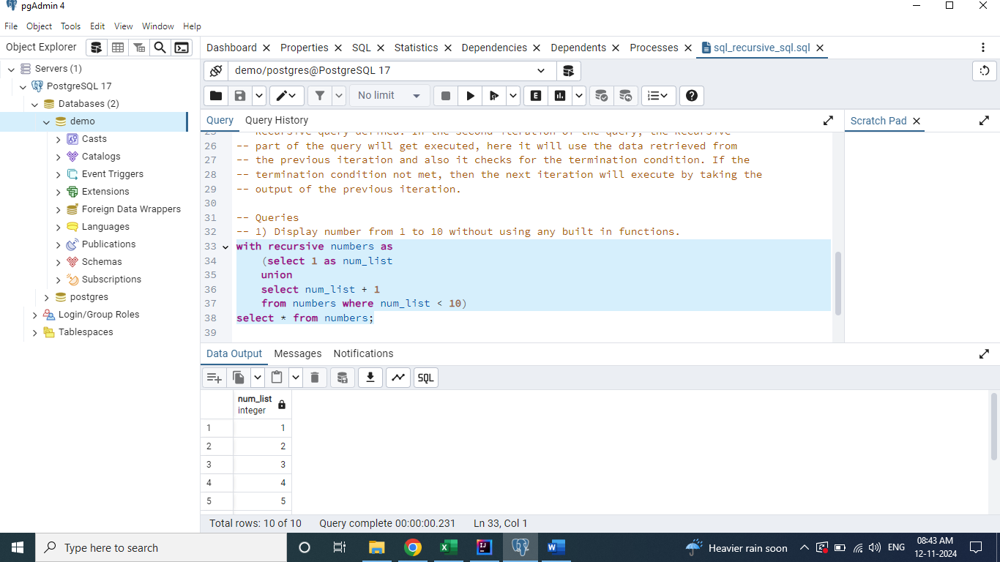 pgAdmin 4
File Object Tools Edit View Window Help
Object Explorer
Dashboard Properties SQL Statistics Dependencies Dependents Processes sql_recursive_sql.sql
Servers (1)
PostgreSQL 17
Databases (2)
demo
Casts
Catalogs
Event Triggers
Extensions
Foreign Data Wrappers
Languages
Publications
Schemas
Subscriptions
postgres
Login/Group Roles
Tablespaces
demo/postgres@PostgreSQL 17
No limit
E
Query Query History
Scratch Pad
25 -- Recursive query defined. In the second iteration of the query, the Recursive
26 -- part of the query will get executed, here it will use the data retrieved from
27 -- the previous iteration and also it checks for the termination condition. If the
28 -- termination condition not met, then the next iteration will execute by taking the
29 -- output of the previous iteration.
30
31 -- Queries
32 -- 1) Display number from 1 to 10 without using any built in functions.
33 with recursive numbers as
34 (select 1 as num_list
35 union
36 select num_list + 1
37 from numbers where num_list < 10)
38 select * from numbers;
39
Data Output Messages Notifications
SQL
num_list
integer
1 1
2 2
3 3
4 4
5 5
Total rows: 10 of 10 Query complete 00:00:00.231 Ln 33, Col 1
Type here to search
Heavier rain soon ENG
08:43 AM
12-11-2024